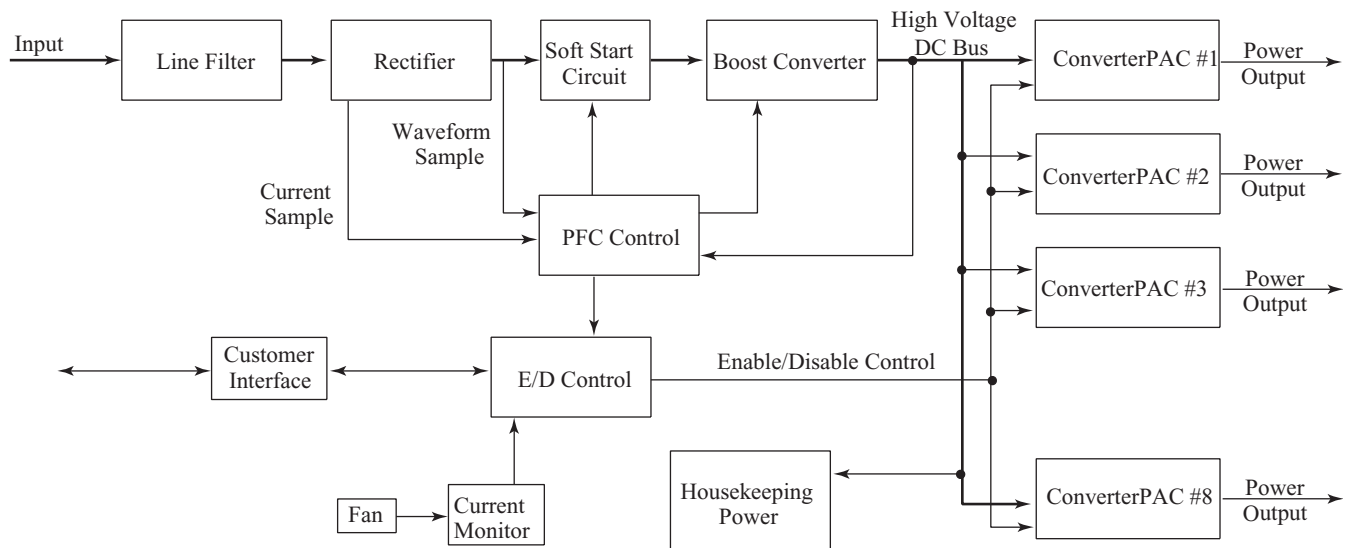 Input
Line Filter
Rectifier
Soft Start
Circuit
Boost Converter
High Voltage
DC Bus
ConverterPAC #1
Power
Output
Waveform
Sample
Current
Sample
PFC Control
ConverterPAC #2
Power
Output
ConverterPAC #3
Power
Output
Customer
Interface
E/D Control
Enable/Disable Control
Fan
Current
Monitor
Housekeeping
Power
ConverterPAC #8
Power
Output